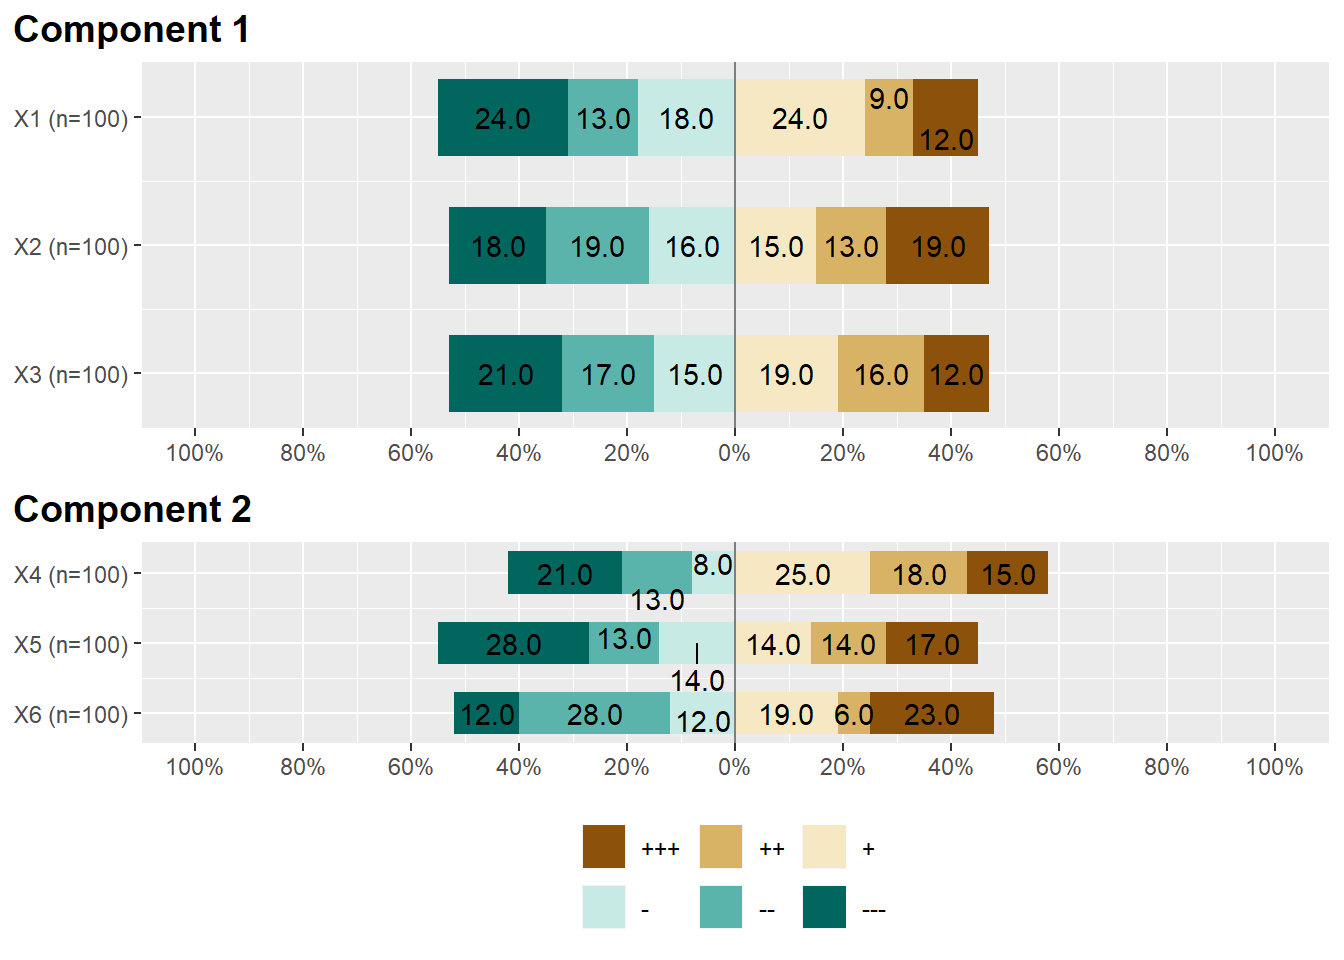 Component 1
X1 (n=100) 24.0 13.0 18.0 24.0 9.0 12.0
X2 (n=100) 18.0 19.0 16.0 15.0 13.0 19.0
X3 (n=100) 21.0 17.0 15.0 19.0 16.0 12.0
100% 80% 60% 40% 20% 0% 20% 40% 60% 80% 100%
Component 2
X4 (n=100) 21.0 13.0 8.0 25.0 18.0 15.0
X5 (n=100) 28.0 13.0 14.0 14.0 14.0 17.0
X6 (n=100) 12.0 28.0 12.0 19.0 6.0 23.0
100% 80% 60% 40% 20% 0% 20% 40% 60% 80% 100%
+++ ++ +
- -- ---